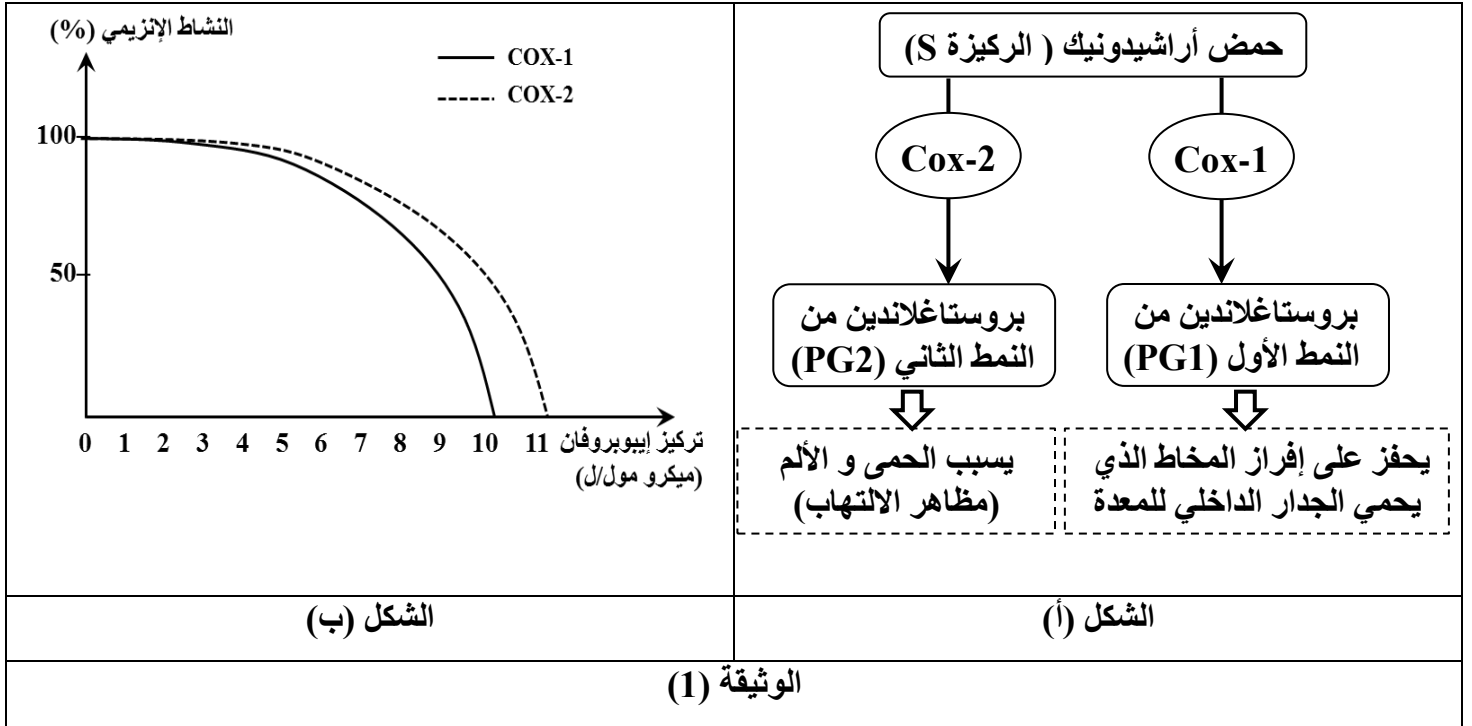 حمض أراشيدونيك ( الركيزة S)
Cox-1
Cox-2
بروستاغلاندين من
النمط الأول (PG1)
بروستاغلاندين من
النمط الثاني (PG2)
يحفز على إفراز المخاط الذي
يحمي الجدار الداخلي للمعدة
يسبب الحمى و الألم
(مظاهر الالتهاب)
الشكل (أ)
النشاط الإنزيمي (%)
COX-1
COX-2
100
50
0 1 2 3 4 5 6 7 8 9 10 11
تركيز إيبوبروفان
(ميكرو مول/ل)
الشكل (ب)
الوثيقة (1)